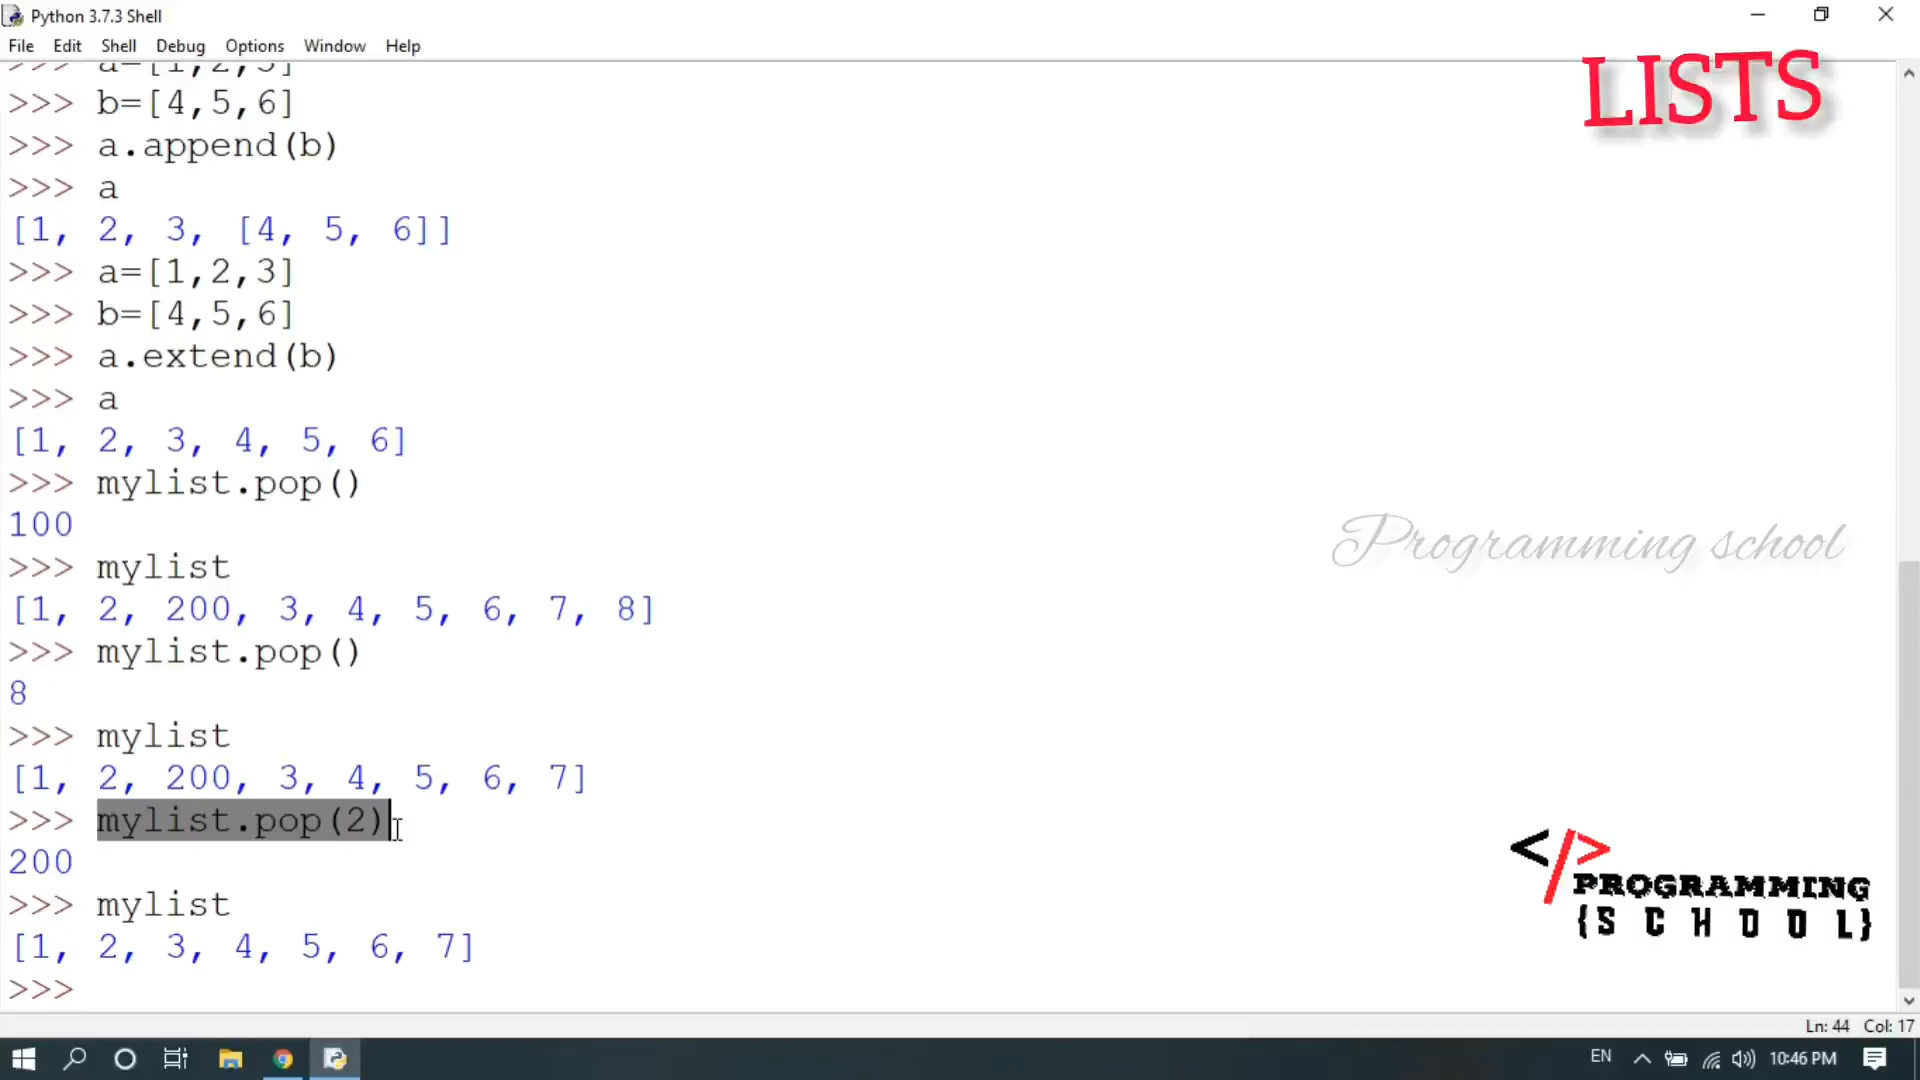 Python 3.7.3 Shell
File Edit Shell Debug Options Window Help
>>> a=[1,2,3]
>>> b=[4,5,6]
>>> a.append(b)
>>> a
[1, 2, 3, [4, 5, 6]]
>>> a=[1,2,3]
>>> b=[4,5,6]
>>> a.extend(b)
>>> a
[1, 2, 3, 4, 5, 6]
>>> mylist.pop()
100
>>> mylist
[1, 2, 200, 3, 4, 5, 6, 7, 8]
>>> mylist.pop()
8
>>> mylist
[1, 2, 200, 3, 4, 5, 6, 7]
>>> mylist.pop(2)
200
>>> mylist
[1, 2, 3, 4, 5, 6, 7]
>>>
LISTS
Programming school
</>
PROGRAMMING
{SCHOOL}
Ln: 44 Col: 17
EN 10:46 PM